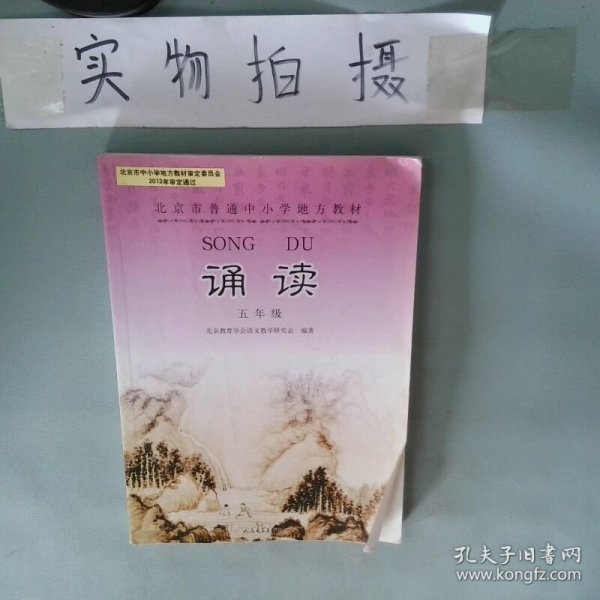 实物拍摄
北京市中小学地方教材审定委员会
2013年审定通过
北京市普通中小学地方教材
SONG DU
诵读
五年级
北京教育学会语文教学研究会 编著
孔夫子旧书网
www.kongfz.com